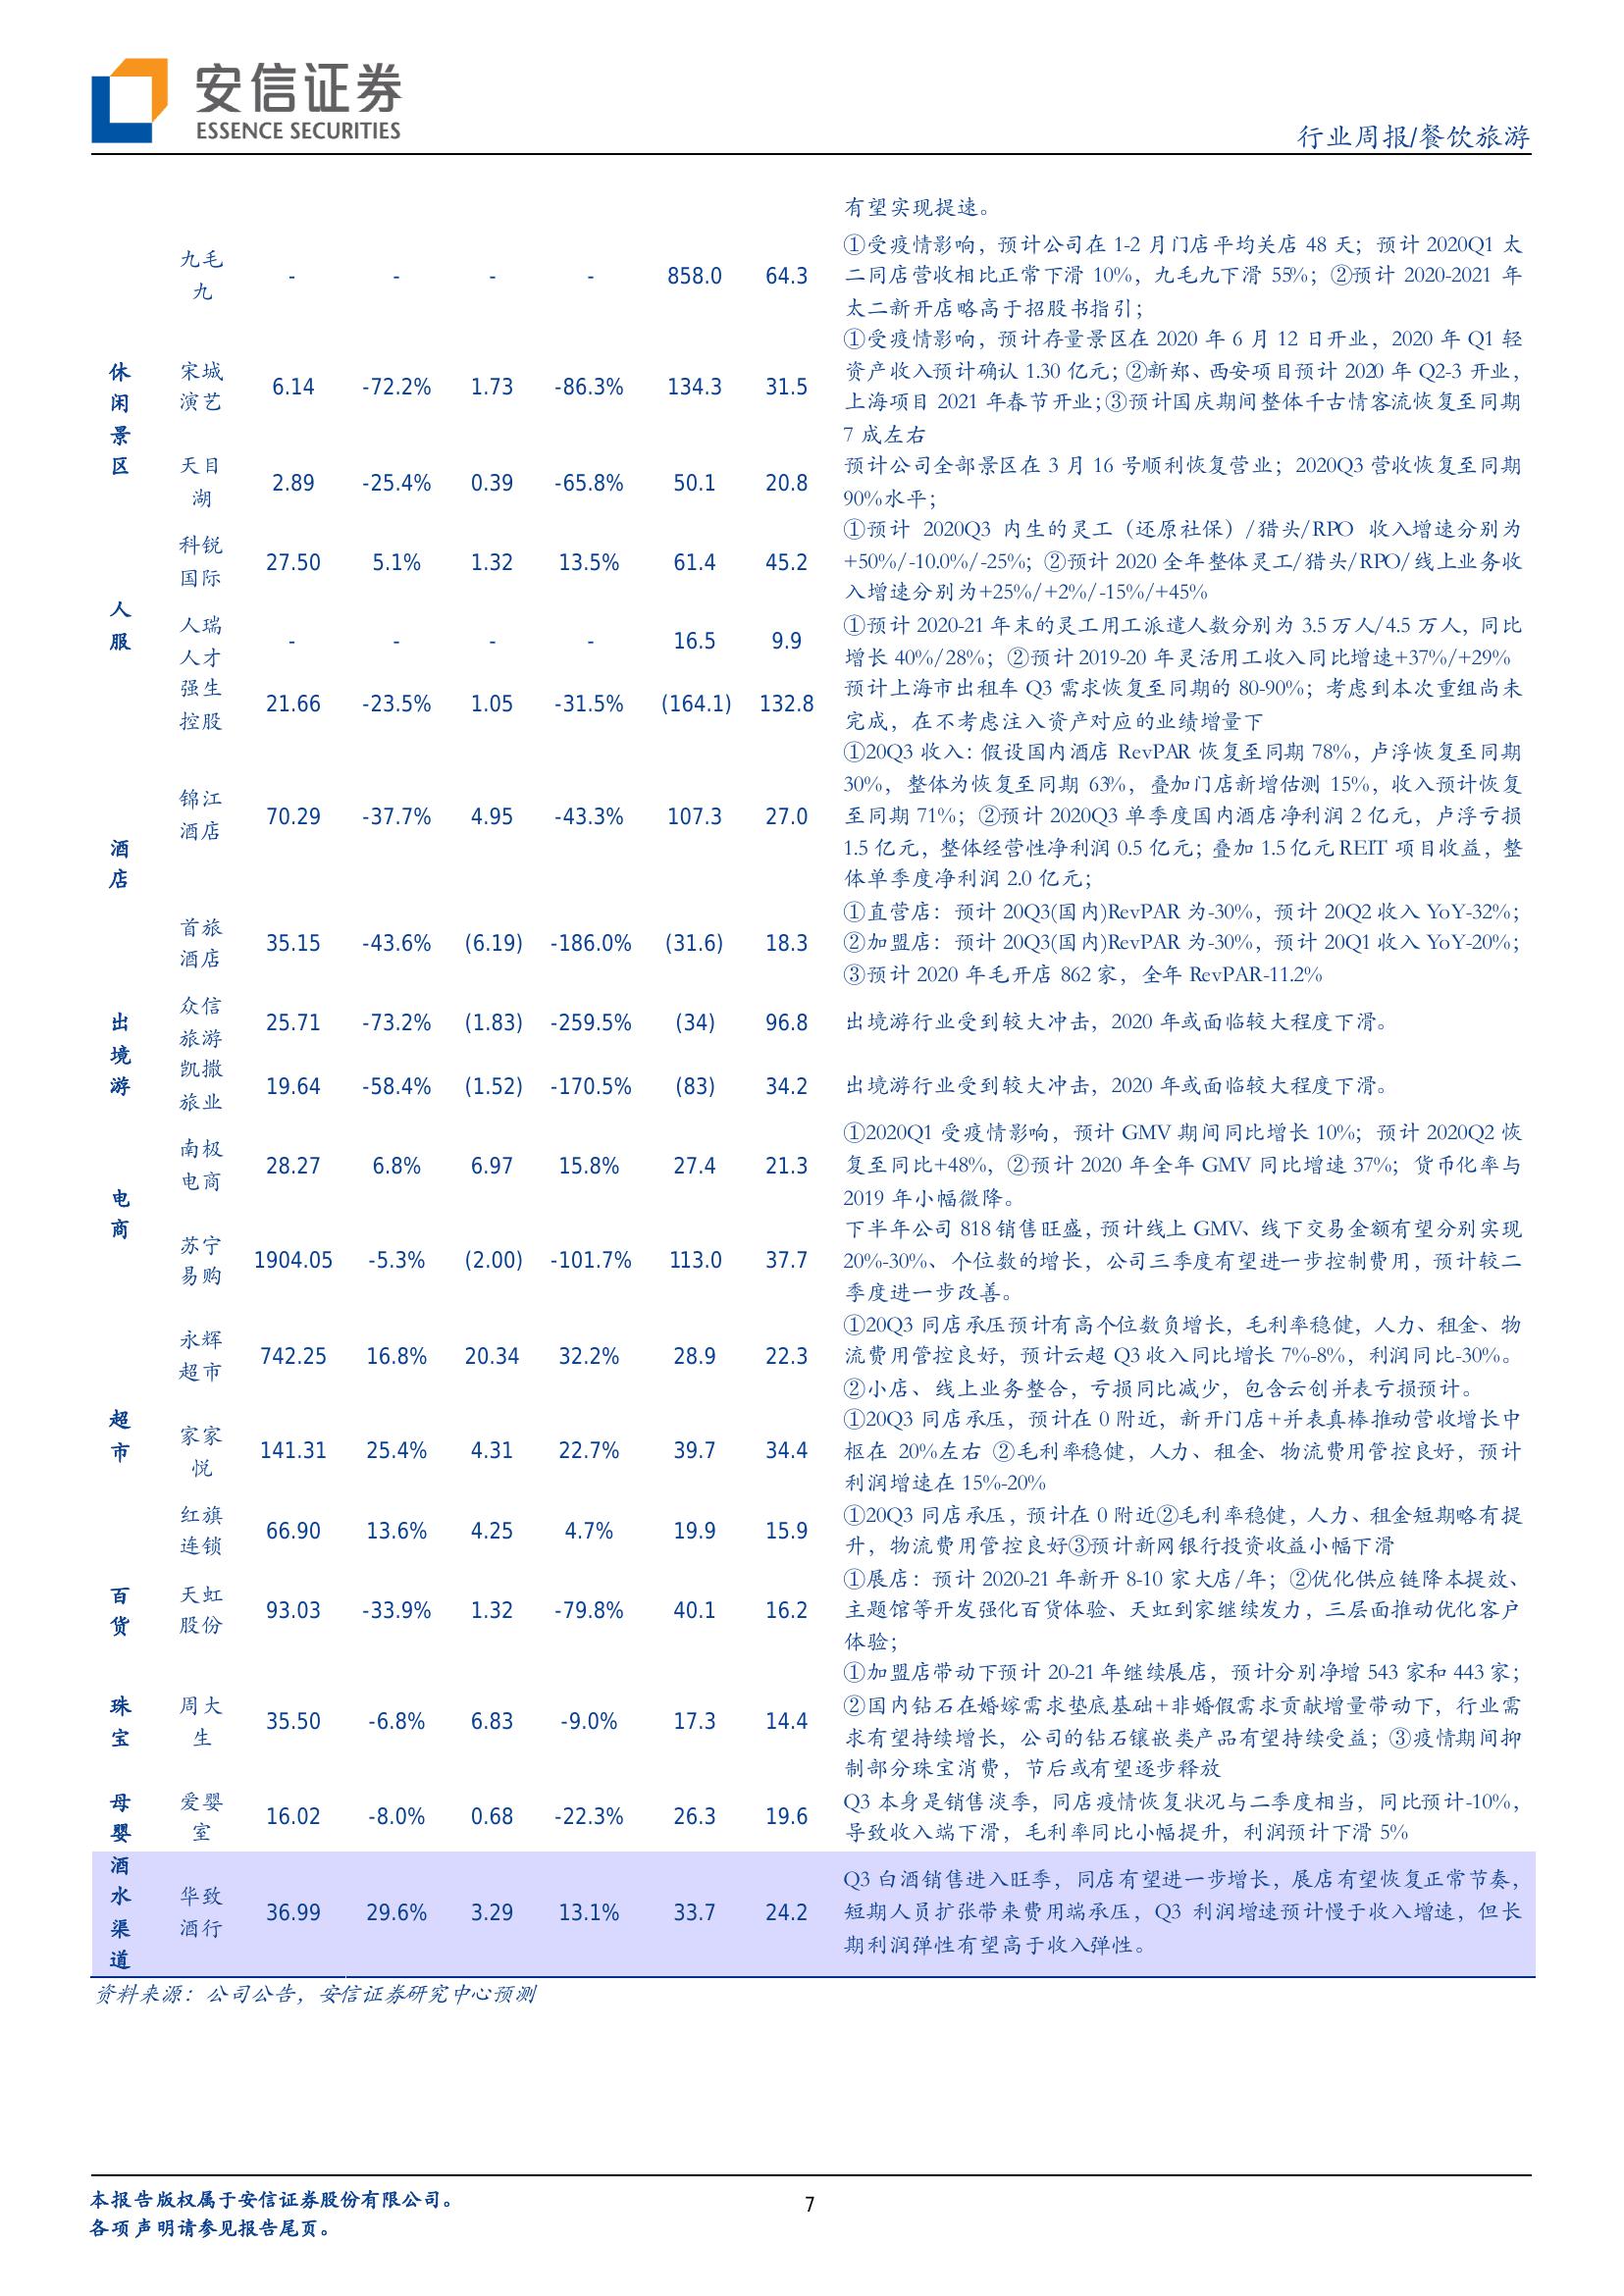 安信证券
ESSENCE SECURITIES
行业周报/餐饮旅游
有望实现提速。
九毛九 - - - - 858.0 64.3
①受疫情影响，预计公司在 1-2 月门店平均关店 48 天；预计 2020Q1 太
二同店营收相比正常下滑 10%，九毛九下滑 55%；②预计 2020-2021 年
太二新开店略高于招股书指引；
休闲景区
宋城演艺 6.14 -72.2% 1.73 -86.3% 134.3 31.5
①受疫情影响，预计存量景区在 2020 年 6 月 12 日开业，2020 年 Q1 轻
资产收入预计确认 1.30 亿元；②新郑、西安项目预计 2020 年 Q2-3 开业，
上海项目 2021 年春节开业；③预计国庆期间整体千古情客流恢复至同期
7 成左右
天目湖 2.89 -25.4% 0.39 -65.8% 50.1 20.8
预计公司全部景区在 3 月 16 号顺利恢复营业；2020Q3 营收恢复至同期
90%水平；
人服
科锐国际 27.50 5.1% 1.32 13.5% 61.4 45.2
①预计 2020Q3 内生的灵工（还原社保）/猎头/RPO 收入增速分别为
+50%/-10.0%/-25%；②预计 2020 全年整体灵工/猎头/RPO/线上业务收
入增速分别为+25%/+2%/-15%/+45%
人瑞人才 - - - - 16.5 9.9
①预计 2020-21 年末的灵工用工派遣人数分别为 3.5 万人/4.5 万人，同比
增长 40%/28%；②预计 2019-20 年灵活用工收入同比增速+37%/+29%
强生控股 21.66 -23.5% 1.05 -31.5% (164.1) 132.8
预计上海市出租车 Q3 需求恢复至同期的 80-90%；考虑到本次重组尚未
完成，在不考虑注入资产对应的业绩增量下
酒店
锦江酒店 70.29 -37.7% 4.95 -43.3% 107.3 27.0
①20Q3 收入：假设国内酒店 RevPAR 恢复至同期 78%，卢浮恢复至同期
30%，整体为恢复至同期 63%，叠加门店新增估测 15%，收入预计恢复
至同期 71%；②预计 2020Q3 单季度国内酒店净利润 2 亿元，卢浮亏损
1.5 亿元，整体经营性净利润 0.5 亿元；叠加 1.5 亿元 REIT 项目收益，整
体单季度净利润 2.0 亿元；
首旅酒店 35.15 -43.6% (6.19) -186.0% (31.6) 18.3
①直营店：预计 20Q3(国内)RevPAR 为-30%，预计 20Q2 收入 YoY-32%；
②加盟店：预计 20Q3(国内)RevPAR 为-30%，预计 20Q1 收入 YoY-20%；
③预计 2020 年毛开店 862 家，全年 RevPAR-11.2%
出境游
众信旅游 25.71 -73.2% (1.83) -259.5% (34) 96.8
出境游行业受到较大冲击，2020 年或面临较大程度下滑。
凯撒旅业 19.64 -58.4% (1.52) -170.5% (83) 34.2
出境游行业受到较大冲击，2020 年或面临较大程度下滑。
电商
南极电商 28.27 6.8% 6.97 15.8% 27.4 21.3
①2020Q1 受疫情影响，预计 GMV 期间同比增长 10%；预计 2020Q2 恢
复至同比+48%，②预计 2020 年全年 GMV 同比增速 37%；货币化率与
2019 年小幅微降。
苏宁易购 1904.05 -5.3% (2.00) -101.7% 113.0 37.7
下半年公司 818 销售旺盛，预计线上 GMV、线下交易金额有望分别实现
20%-30%、个位数的增长，公司三季度有望进一步控制费用，预计较二
季度进一步改善。
超市
永辉超市 742.25 16.8% 20.34 32.2% 28.9 22.3
①20Q3 同店承压预计有高个位数负增长，毛利率稳健，人力、租金、物
流费用管控良好，预计云超 Q3 收入同比增长 7%-8%，利润同比-30%。
②小店、线上业务整合，亏损同比减少，包含云创并表亏损预计。
家家悦 141.31 25.4% 4.31 22.7% 39.7 34.4
①20Q3 同店承压，预计在 0 附近，新开门店+并表真棒推动营收增长中
枢在 20%左右 ②毛利率稳健，人力、租金、物流费用管控良好，预计
利润增速在 15%-20%
红旗连锁 66.90 13.6% 4.25 4.7% 19.9 15.9
①20Q3 同店承压，预计在 0 附近②毛利率稳健，人力、租金短期略有提
升，物流费用管控良好③预计新网银行投资收益小幅下滑
百货
天虹股份 93.03 -33.9% 1.32 -79.8% 40.1 16.2
①展店：预计 2020-21 年新开 8-10 家大店/年；②优化供应链降本提效、
主题馆等开发强化百货体验、天虹到家继续发力，三层面推动优化客户
体验；
珠宝
周大生 35.50 -6.8% 6.83 -9.0% 17.3 14.4
①加盟店带动下预计 20-21 年继续展店，预计分别净增 543 家和 443 家；
②国内钻石在婚嫁需求垫底基础+非婚假需求贡献增量带动下，行业需
求有望持续增长，公司的钻石镶嵌类产品有望持续受益；③疫情期间抑
制部分珠宝消费，节后或有望逐步释放
母婴
爱婴室 16.02 -8.0% 0.68 -22.3% 26.3 19.6
Q3 本身是销售淡季，同店疫情恢复状况与二季度相当，同比预计-10%，
导致收入端下滑，毛利率同比小幅提升，利润预计下滑 5%
酒水渠道
华致酒行 36.99 29.6% 3.29 13.1% 33.7 24.2
Q3 白酒销售进入旺季，同店有望进一步增长，展店有望恢复正常节奏，
短期人员扩张带来费用端承压，Q3 利润增速预计慢于收入增速，但长
期利润弹性有望高于收入弹性。
资料来源：公司公告，安信证券研究中心预测
本报告版权属于安信证券股份有限公司。
各项声明请参见报告尾页。
7